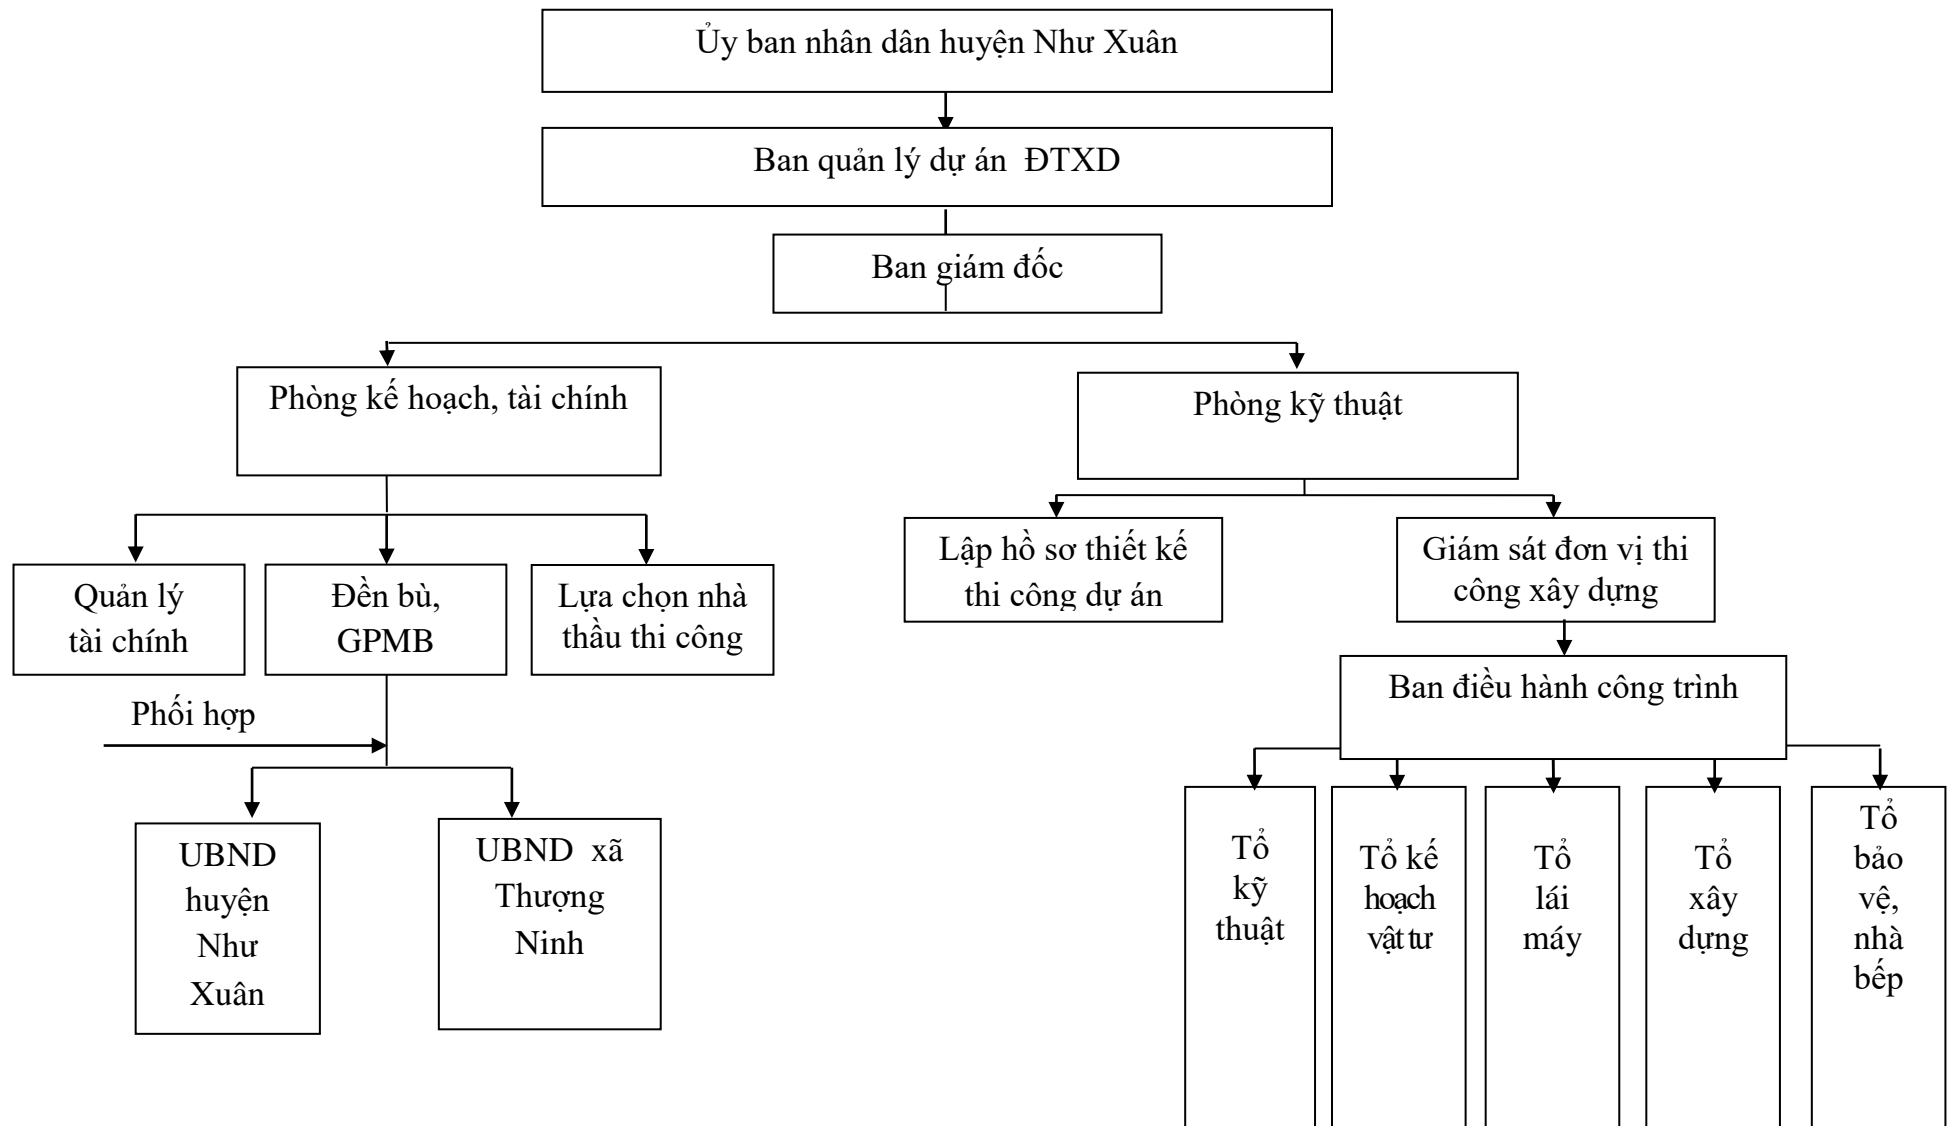 Ủy ban nhân dân huyện Như Xuân
Ban quản lý dự án ĐTXD
Ban giám đốc
Phòng kế hoạch, tài chính
Phòng kỹ thuật
Quản lý
tài chính
Đền bù,
GPMB
Lựa chọn nhà
thầu thi công
Lập hồ sơ thiết kế
thi công dự án
Giám sát đơn vị thi
công xây dựng
Phối hợp
Ban điều hành công trình
UBND
huyện
Như
Xuân
UBND xã
Thượng
Ninh
Tổ
kỹ
thuật
Tổ kế
hoạch
vật tư
Tổ
lái
máy
Tổ
xây
dựng
Tổ
bảo
vệ,
nhà
bếp